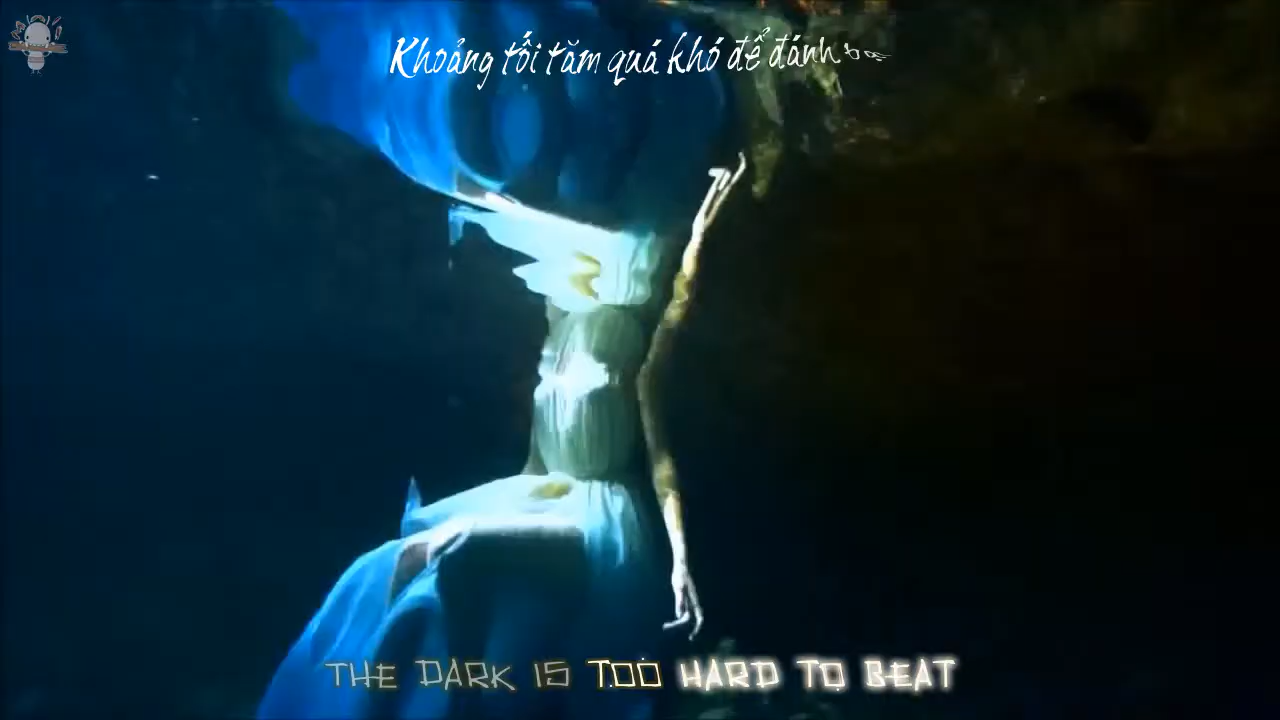 Khoảng tối tăm quá khó để đánh
THE DARK IS TOO HARD TO BEAT